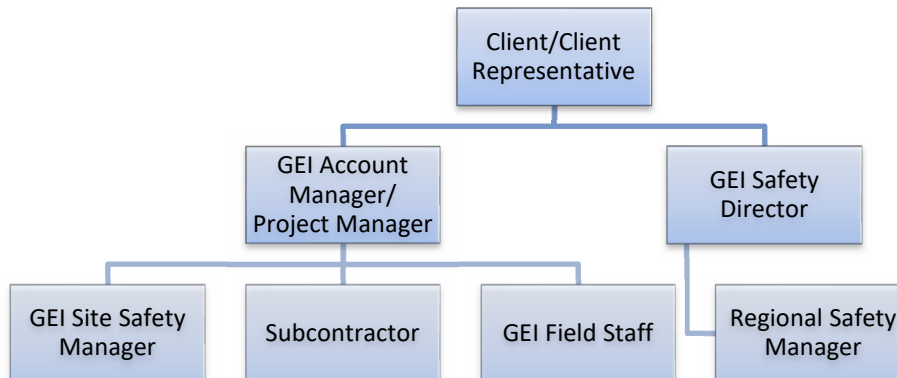 Client/Client
Representative
GEI Account
Manager/
Project Manager
GEI Safety
Director
GEI Site Safety
Manager
Subcontractor
GEI Field Staff
Regional Safety
Manager